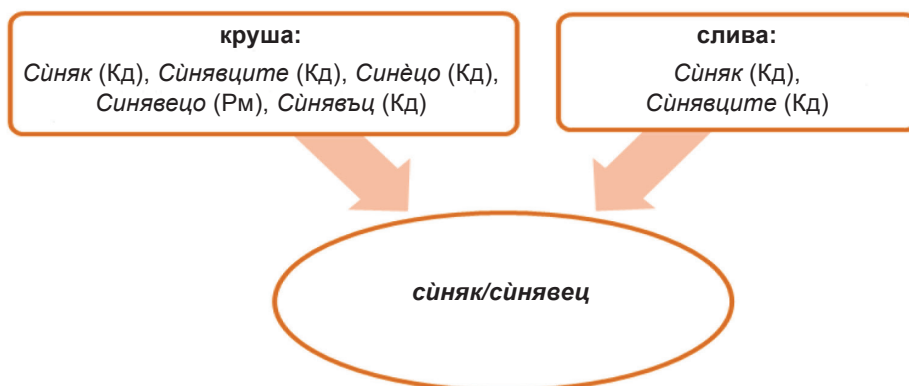 круша:
Сѝняк (Кд), Сѝнявците (Кд), Синѐцо (Кд),
Синявецо (Рм), Сѝнявъц (Кд)
слива:
Сѝняк (Кд),
Сѝнявците (Кд)
сѝняк/сѝнявец